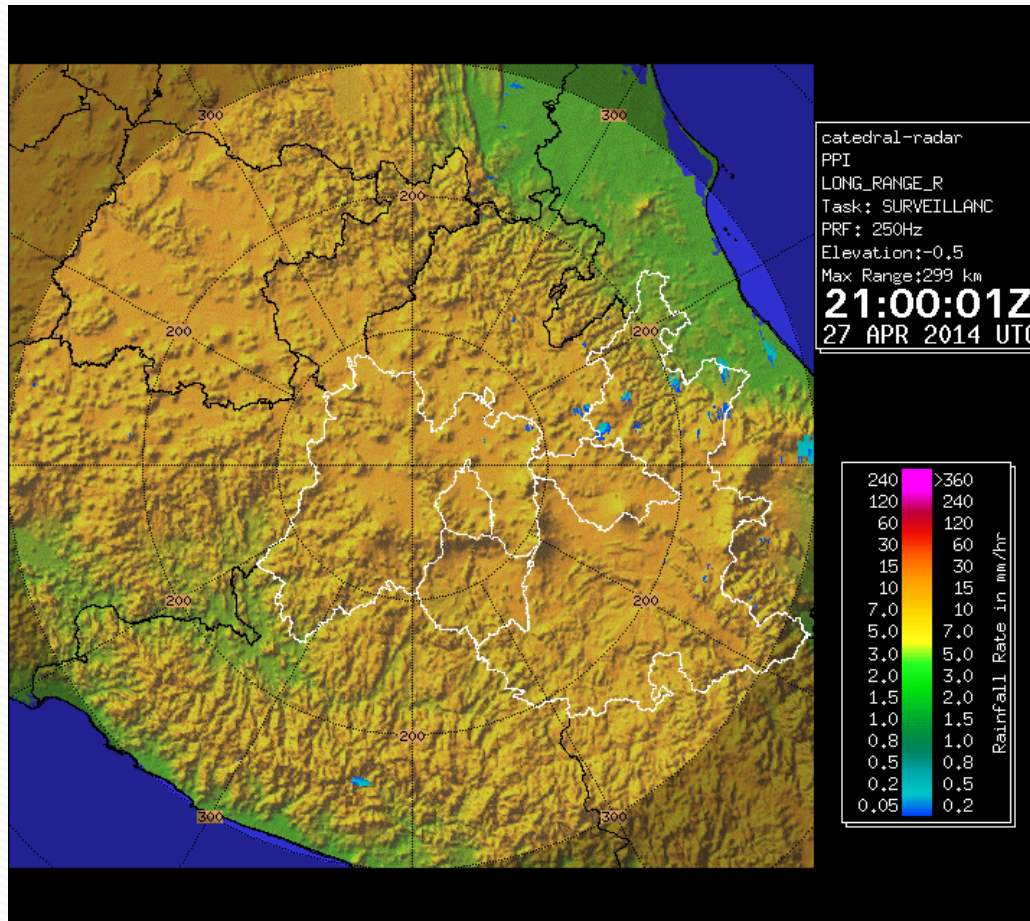 300
300
200
200
200
200
200
200
300
300
catedral-radar
PPI
LONG_RANGE_R
Task: SURVEILLANC
PRF: 250Hz
Elevation:-0.5
Max Range:299 km
21:00:01Z
27 APR 2014 UTC
240 >360
120 240
60 120
30 60
15 30
10 15
7.0 10
5.0 7.0
3.0 5.0
2.0 3.0
1.5 2.0
1.0 1.5
0.8 1.0
0.5 0.8
0.2 0.5
0.05 0.2
Rainfall Rate in mm/hr